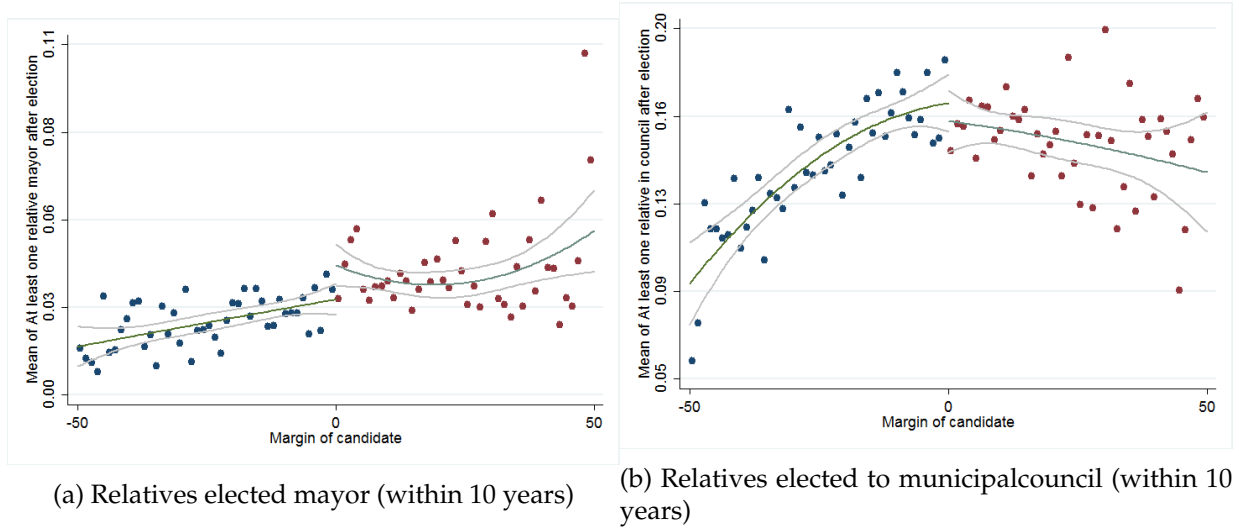 Mean of At least one relative mayor after election
0.11
0.08
0.06
0.03
0.00
-50
0
50
Margin of candidate
(a) Relatives elected mayor (within 10 years)
Mean of At least one relative in council after election
0.20
0.16
0.13
0.09
0.05
-50
0
50
Margin of candidate
(b) Relatives elected to municipalcouncil (within 10
years)